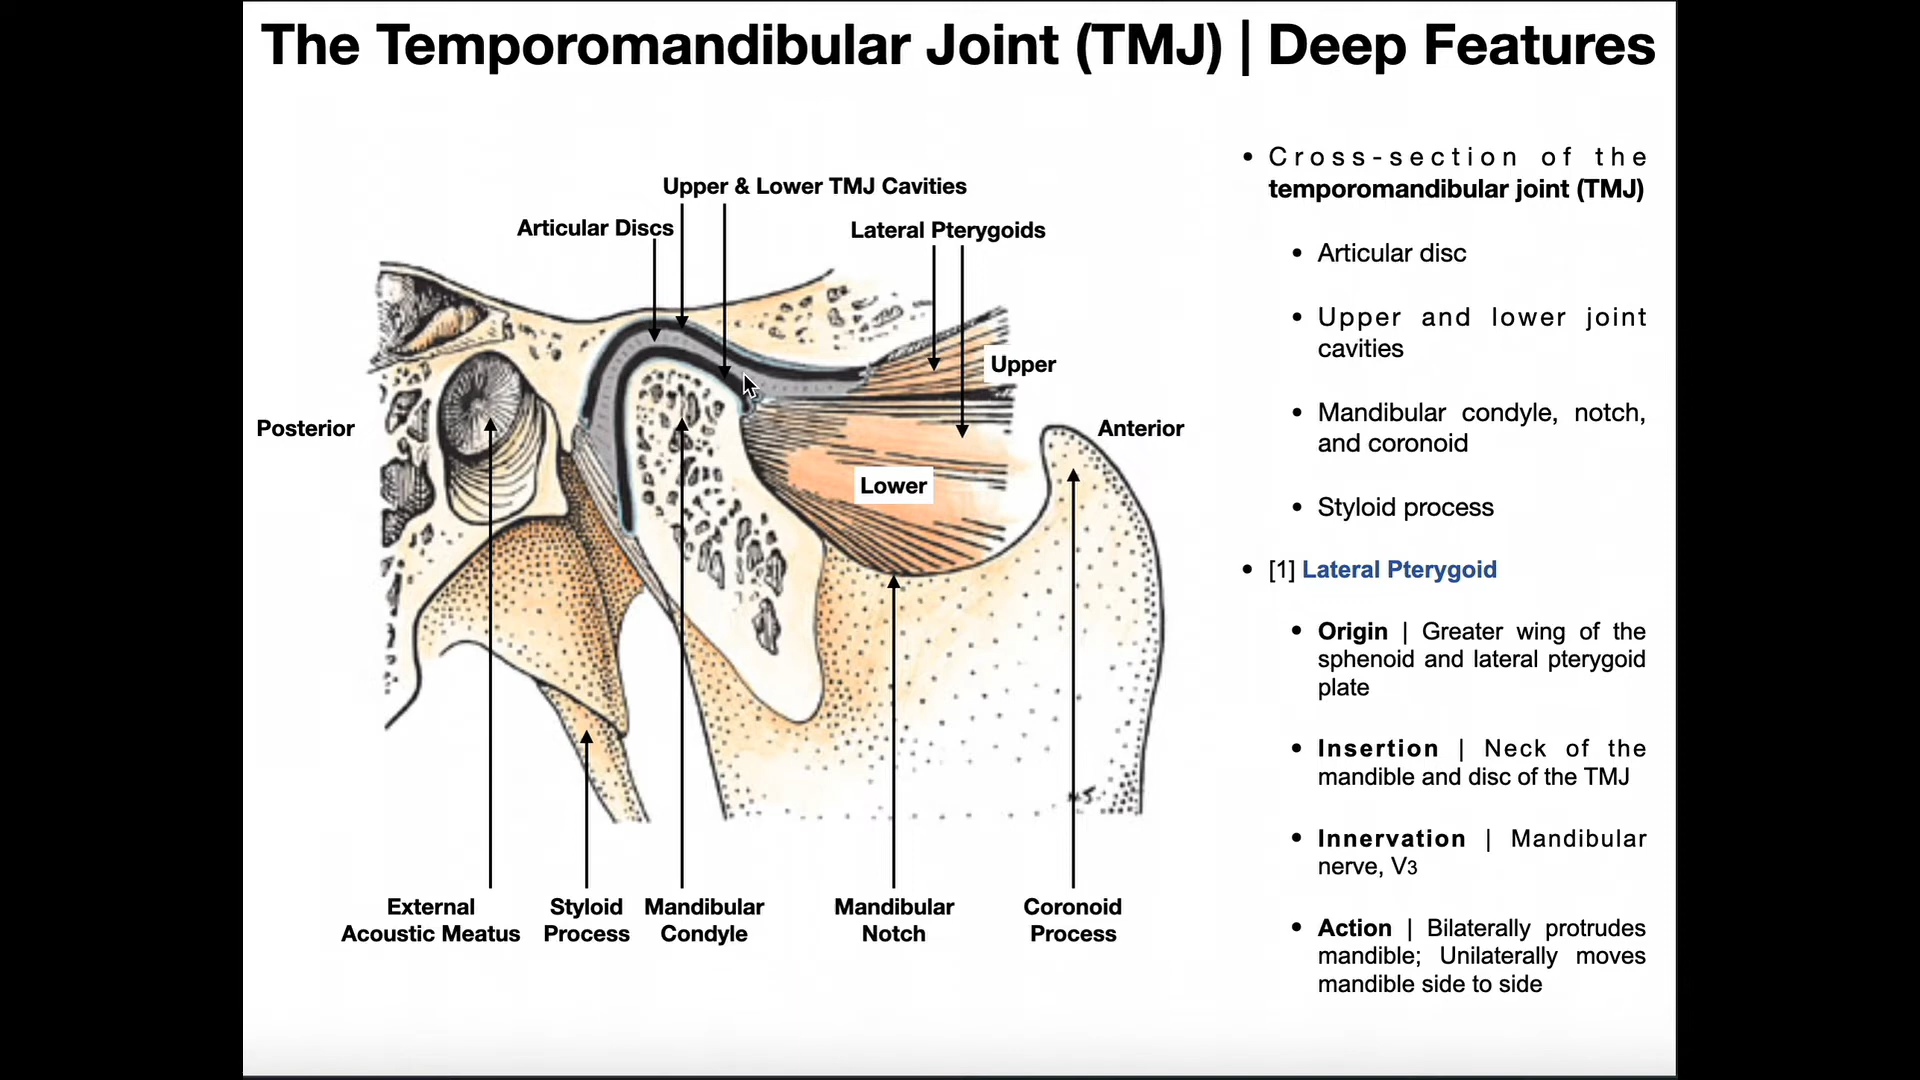 The Temporomandibular Joint (TMJ) | Deep Features
Upper & Lower TMJ Cavities
Articular Discs
Lateral Pterygoids
Upper
Posterior
Anterior
Lower
External
Acoustic Meatus
Styloid
Process
Mandibular
Condyle
Mandibular
Notch
Coronoid
Process
• Cross-section of the
temporomandibular joint (TMJ)
• Articular disc
• Upper and lower joint
cavities
• Mandibular condyle, notch,
and coronoid
• Styloid process
• [1] Lateral Pterygoid
• Origin | Greater wing of the
sphenoid and lateral pterygoid
plate
• Insertion | Neck of the
mandible and disc of the TMJ
• Innervation | Mandibular
nerve, V3
• Action | Bilaterally protrudes
mandible; Unilaterally moves
mandible side to side